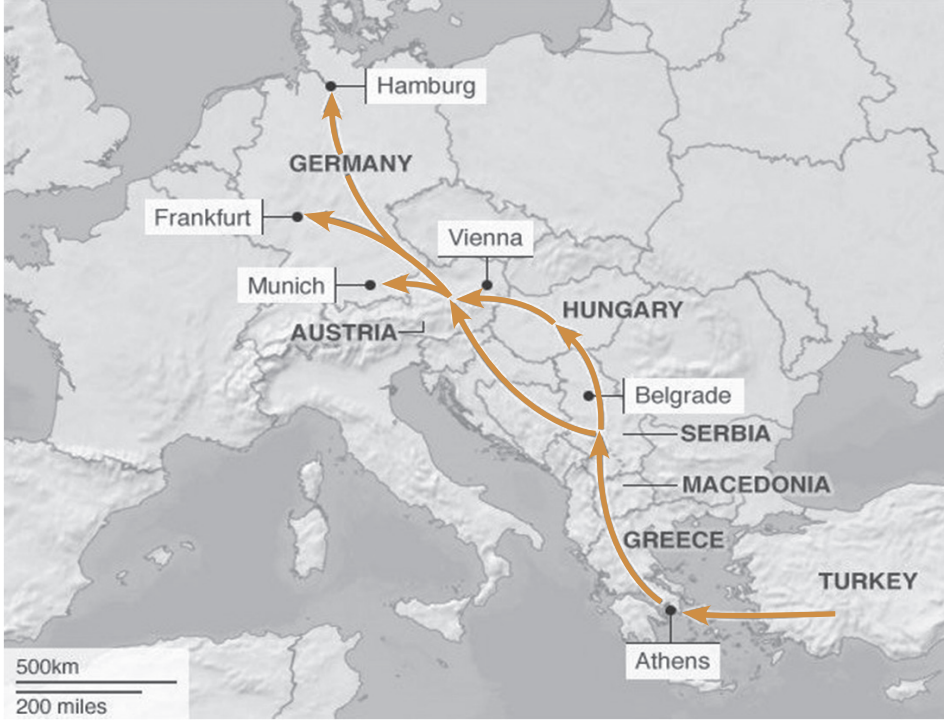 Hamburg
GERMANY
Frankfurt
Vienna
Munich
HUNGARY
AUSTRIA
Belgrade
SERBIA
MACEDONIA
GREECE
TURKEY
Athens
500km
200 miles